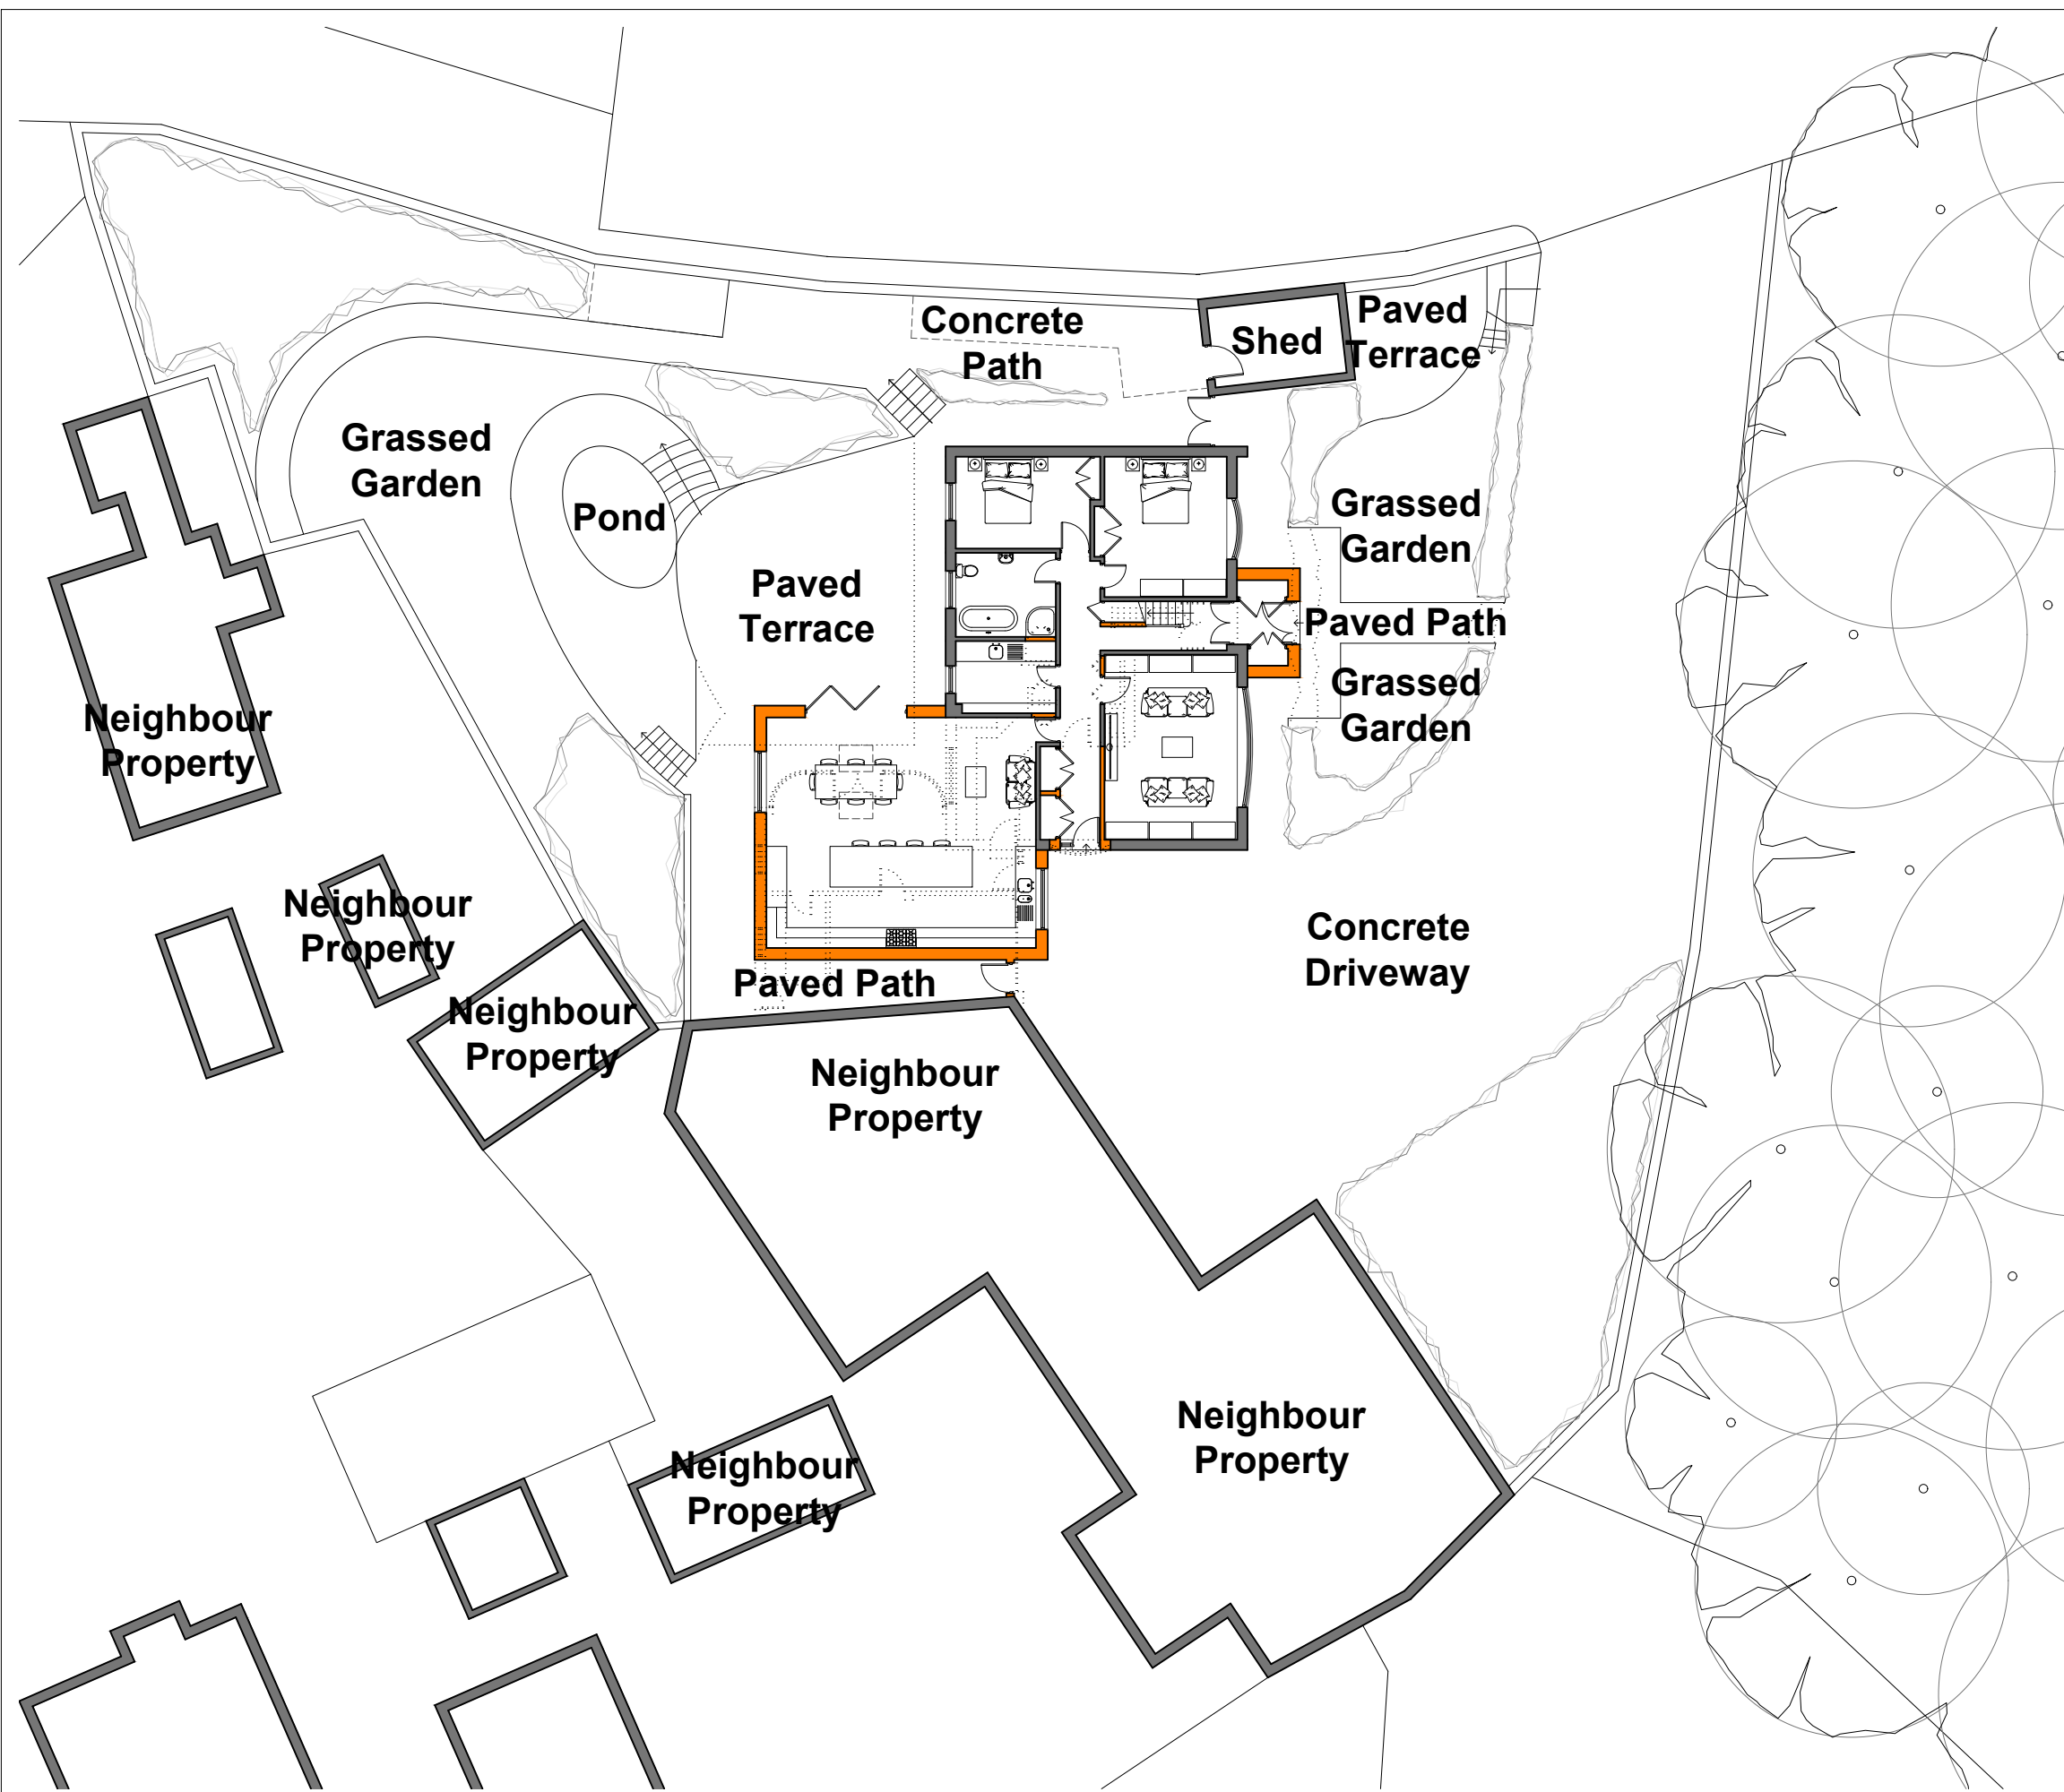 Concrete
Path
Shed
Paved
Terrace
Grassed
Garden
Pond
Grassed
Garden
Paved
Terrace
Paved Path
Grassed
Garden
Neighbour
Property
Neighbour
Property
Concrete
Driveway
Paved Path
Neighbour
Property
Neighbour
Property
Neighbour
Property
Neighbour
Property